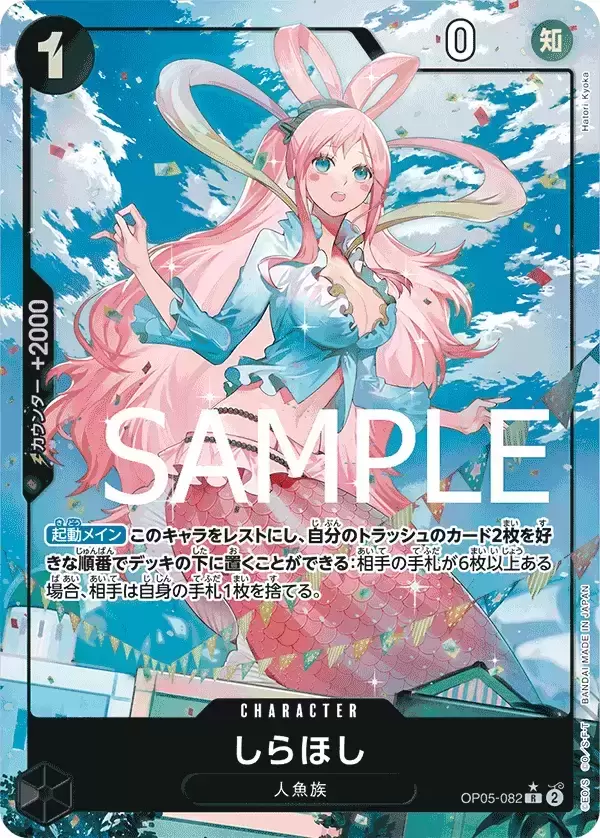 1
0
知
Hatori Kyoka
カウンター +2000
SAMPLE
起動メイン このキャラをレストにし、自分のトラッシュのカード2枚を好
きな順番でデッキの下に置くことができる:相手の手札が6枚以上ある
場合、相手は自身の手札1枚を捨てる。
CHARACTER
しらほし
人魚族
OP05-082 R 2
©E.O/S ©O/S・F・T BANDAI MADE IN JAPAN